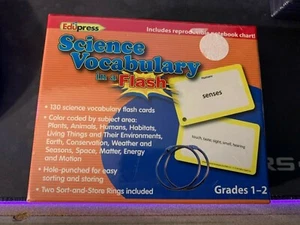 Edupress
Includes reproducible notebook chart!
Science
Vocabulary
in a
Flash
senses
touch, taste, sight, smell, hearing
• 130 science vocabulary flash cards
• Color coded by subject area:
Plants, Animals, Humans, Habitats,
Living Things and Their Environments,
Earth, Conservation, Weather and
Seasons, Space, Matter, Energy
and Motion
• Hole-punched for easy
sorting and storing
• Two Sort-and-Store Rings included
Grades 1–2